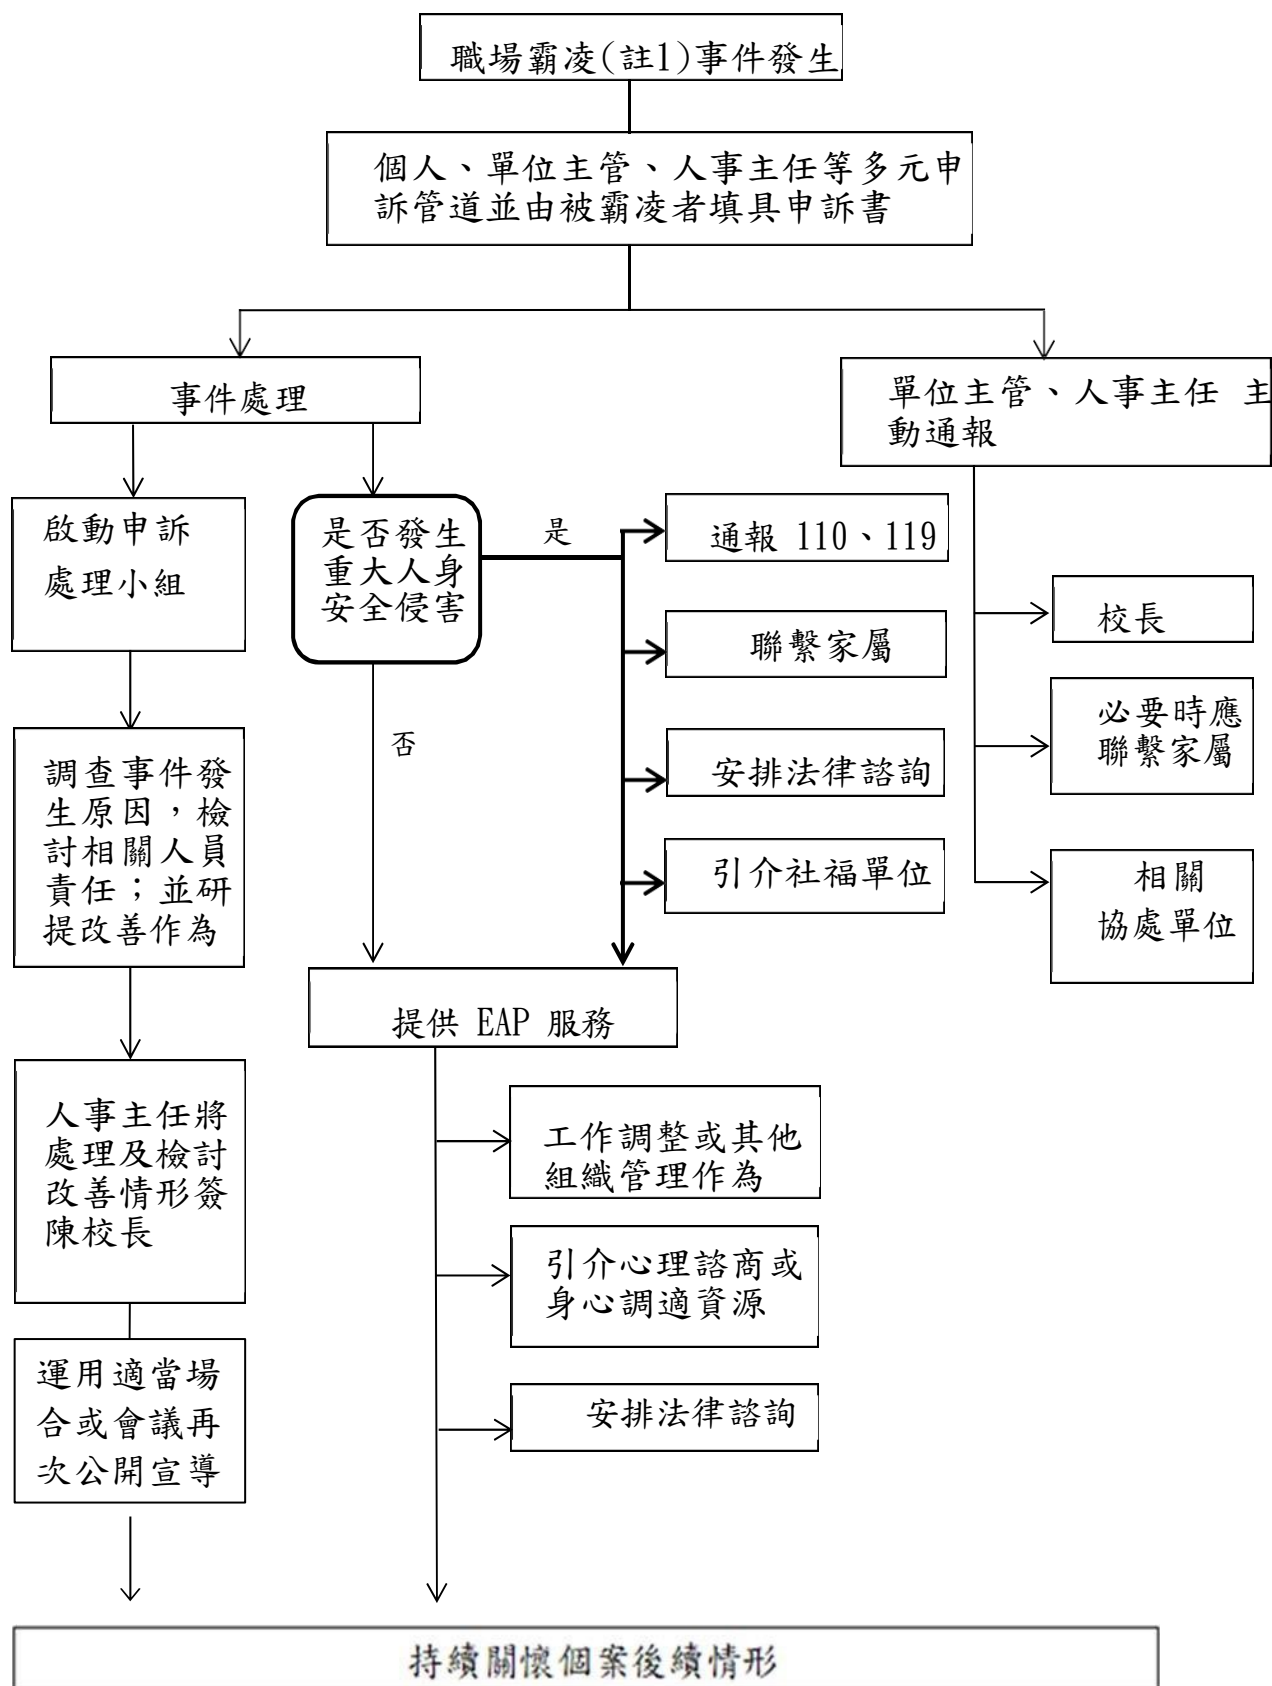 職場霸凌(註1)事件發生
個人、單位主管、人事主任等多元申
訴管道並由被霸凌者填具申訴書
事件處理
單位主管、人事主任 主
動通報
啟動申訴
處理小組
是否發生
重大人身
安全侵害
是
否
通報 110、119
聯繫家屬
安排法律諮詢
引介社福單位
校長
必要時應
聯繫家屬
相關
協處單位
調查事件發
生原因，檢
討相關人員
責任；並研
提改善作為
提供 EAP 服務
人事主任將
處理及檢討
改善情形簽
陳校長
工作調整或其他
組織管理作為
引介心理諮商或
身心調適資源
安排法律諮詢
運用適當場
合或會議再
次公開宣導
持續關懷個案後續情形